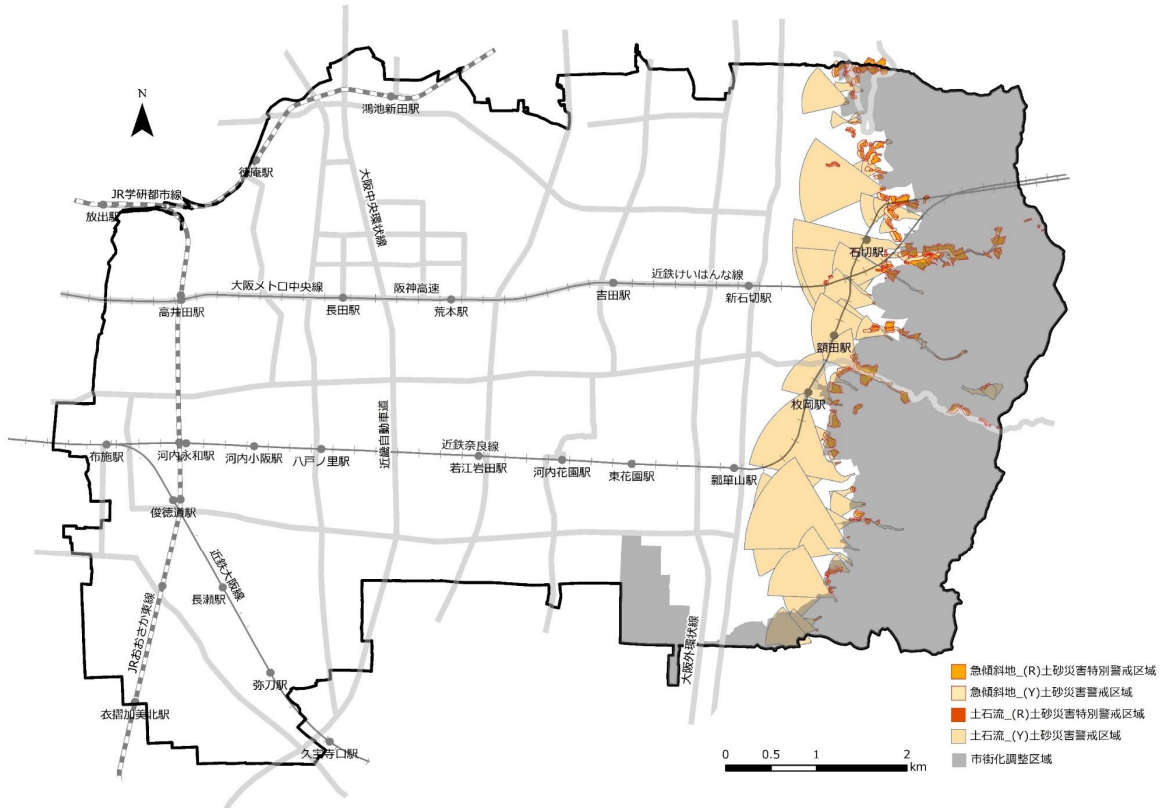 N
鴻池新田駅
徳庵駅
JR学研都市線
放出駅
大阪中央環状線
石切駅
近鉄けいはんな線
大阪メトロ中央線
阪神高速
吉田駅
新石切駅
高井田駅
長田駅
荒本駅
額田駅
枚岡駅
近畿自動車道
近鉄奈良線
布施駅
河内永和駅
河内小阪駅
八戸ノ里駅
若江岩田駅
河内花園駅
東花園駅
瓢箪山駅
俊徳道駅
近鉄大阪線
長瀬駅
JRおおさか東線
大阪外環状線
弥刀駅
衣摺加美北駅
久宝寺口駅
急傾斜地_(R)土砂災害特別警戒区域
急傾斜地_(Y)土砂災害警戒区域
土石流_(R)土砂災害特別警戒区域
土石流_(Y)土砂災害警戒区域
市街化調整区域
0 0.5 1 2
km